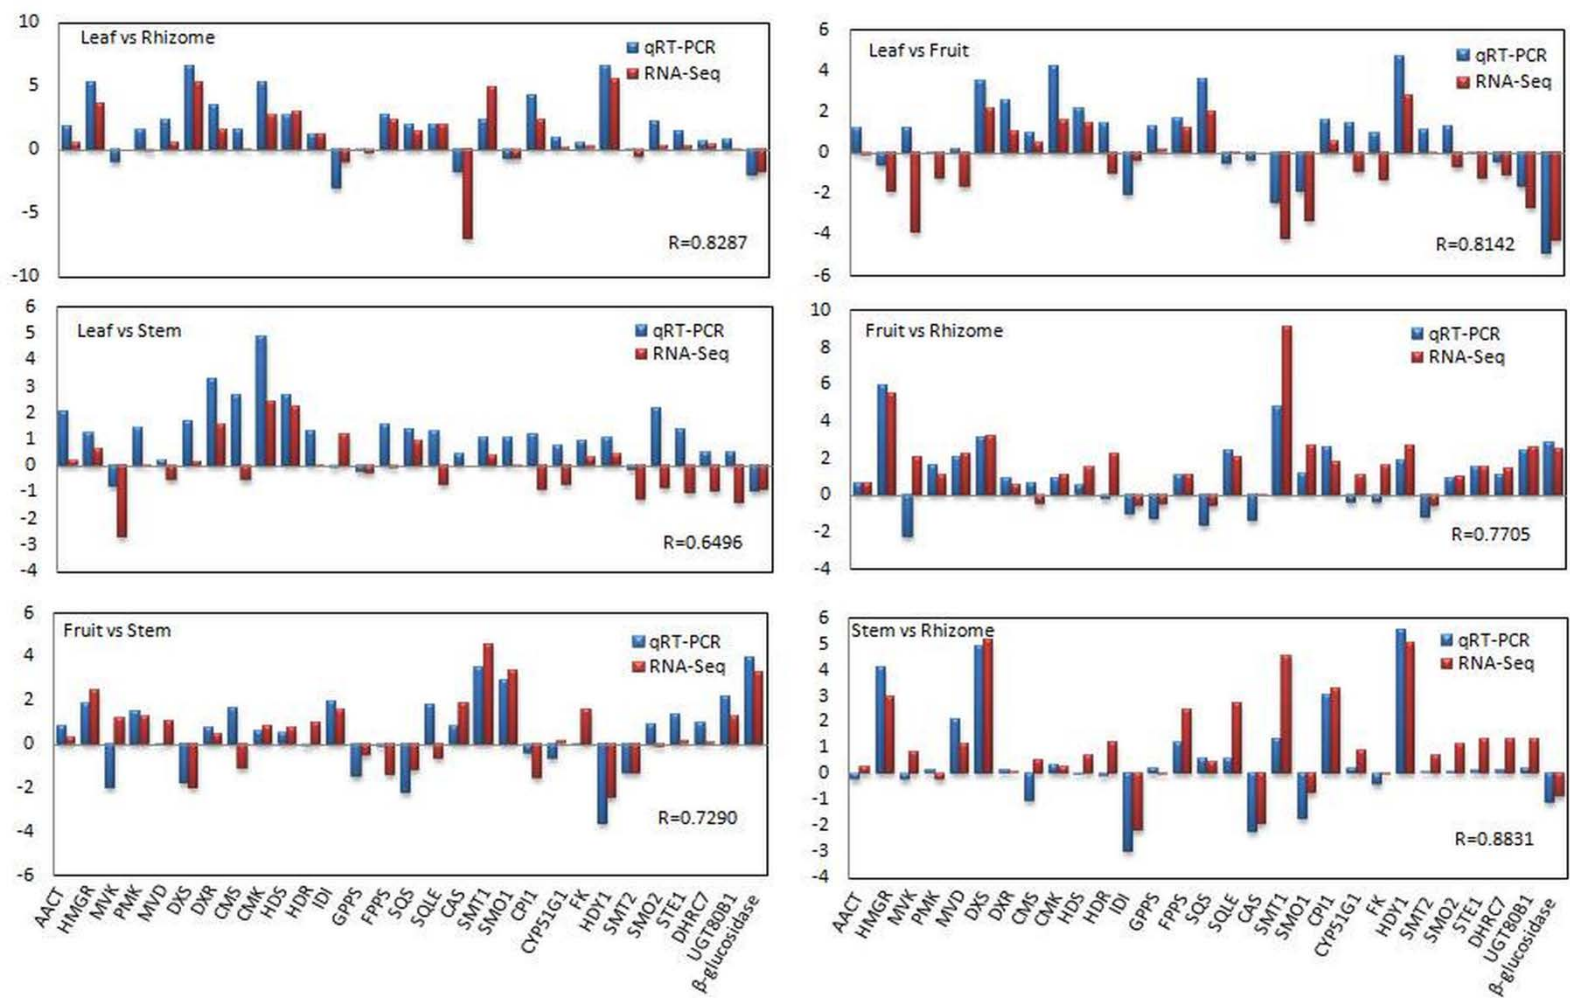 Leaf vs Rhizome
qRT-PCR
RNA-Seq
10
5
0
-5
-10
R=0.8287
Leaf vs Fruit
qRT-PCR
RNA-Seq
6
4
2
0
-2
-4
-6
R=0.8142
Leaf vs Stem
qRT-PCR
RNA-Seq
6
5
4
3
2
1
0
-1
-2
-3
-4
R=0.6496
Fruit vs Rhizome
qRT-PCR
RNA-Seq
10
8
6
4
2
0
-2
-4
R=0.7705
Fruit vs Stem
qRT-PCR
RNA-Seq
6
4
2
0
-2
-4
-6
R=0.7290
AACT
HMGR
MVK
PMK
MVD
DXS
DXR
CMS
CMK
HDS
HDR
IDI
GPPS
FPPS
SQS
SQLE
CAS
SMT1
SMO1
CPI1
CYP51G1
FK
HDY1
SMT2
SMO2
STE1
DHRC7
UGT80B1
β-glucosidase
Stem vs Rhizome
qRT-PCR
RNA-Seq
6
5
4
3
2
1
0
-1
-2
-3
-4
R=0.8831
AACT
HMGR
MVK
PMK
MVD
DXS
DXR
CMS
CMK
HDS
HDR
IDI
GPPS
FPPS
SQS
SQLE
CAS
SMT1
SMO1
CPI1
CYP51G1
FK
HDY1
SMT2
SMO2
STE1
DHRC7
UGT80B1
β-glucosidase